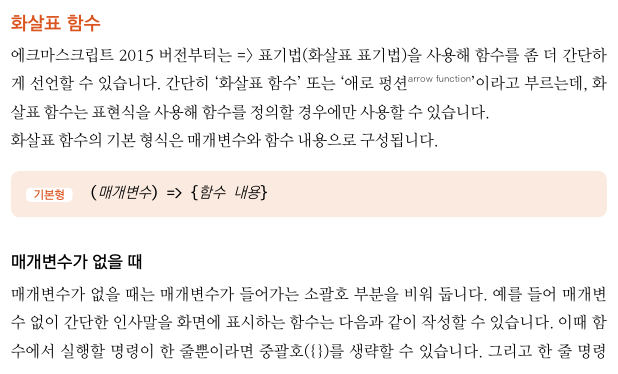 화살표 함수
에크마스크립트 2015 버전부터는 => 표기법(화살표 표기법)을 사용해 함수를 좀 더 간단하
게 선언할 수 있습니다. 간단히 ‘화살표 함수’ 또는 ‘애로 펑션arrow function’이라고 부르는데, 화
살표 함수는 표현식을 사용해 함수를 정의할 경우에만 사용할 수 있습니다.
화살표 함수의 기본 형식은 매개변수와 함수 내용으로 구성됩니다.
기본형 (매개변수) => {함수 내용}
매개변수가 없을 때
매개변수가 없을 때는 매개변수가 들어가는 소괄호 부분을 비워 둡니다. 예를 들어 매개변
수 없이 간단한 인사말을 화면에 표시하는 함수는 다음과 같이 작성할 수 있습니다. 이때 함
수에서 실행할 명령이 한 줄뿐이라면 중괄호({})를 생략할 수 있습니다. 그리고 한 줄 명령